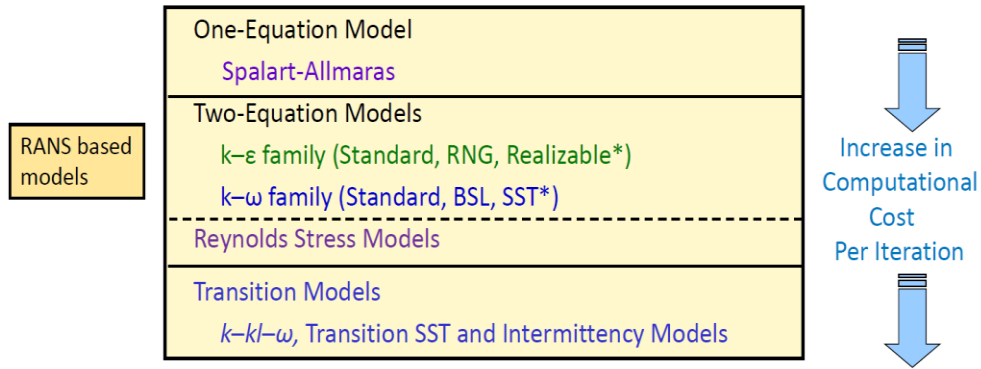 One-Equation Model
Spalart-Allmaras
Two-Equation Models
k–ε family (Standard, RNG, Realizable*)
k–ω family (Standard, BSL, SST*)
Reynolds Stress Models
Transition Models
k–kl–ω, Transition SST and Intermittency Models
RANS based
models
Increase in
Computational
Cost
Per Iteration